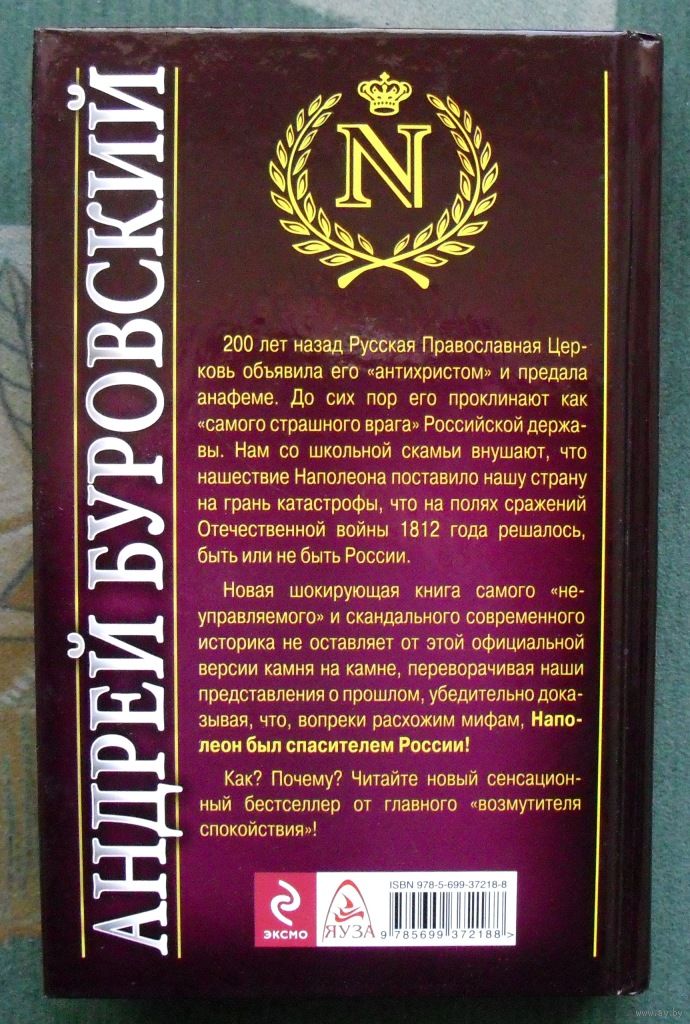 АНДРЕЙ БУРОВСКИЙ
N
200 лет назад Русская Православная Цер-
ковь объявила его «антихристом» и предала
анафеме. До сих пор его проклинают как
«самого страшного врага» Российской держа-
вы. Нам со школьной скамьи внушают, что
нашествие Наполеона поставило нашу страну
на грань катастрофы, что на полях сражений
Отечественной войны 1812 года решалось,
быть или не быть России.
Новая шокирующая книга самого «не-
управляемого» и скандального современного
историка не оставляет от этой официальной
версии камня на камне, переворачивая наши
представления о прошлом, убедительно дока-
зывая, что, вопреки расхожим мифам, Напо-
леон был спасителем России!
Как? Почему? Читайте новый сенсацион-
ный бестселлер от главного «возмутителя
спокойствия»!
ЭКСМО
ЯУЗА
ISBN 978-5-699-37218-8
9 785699 372188 >
www.ay.by